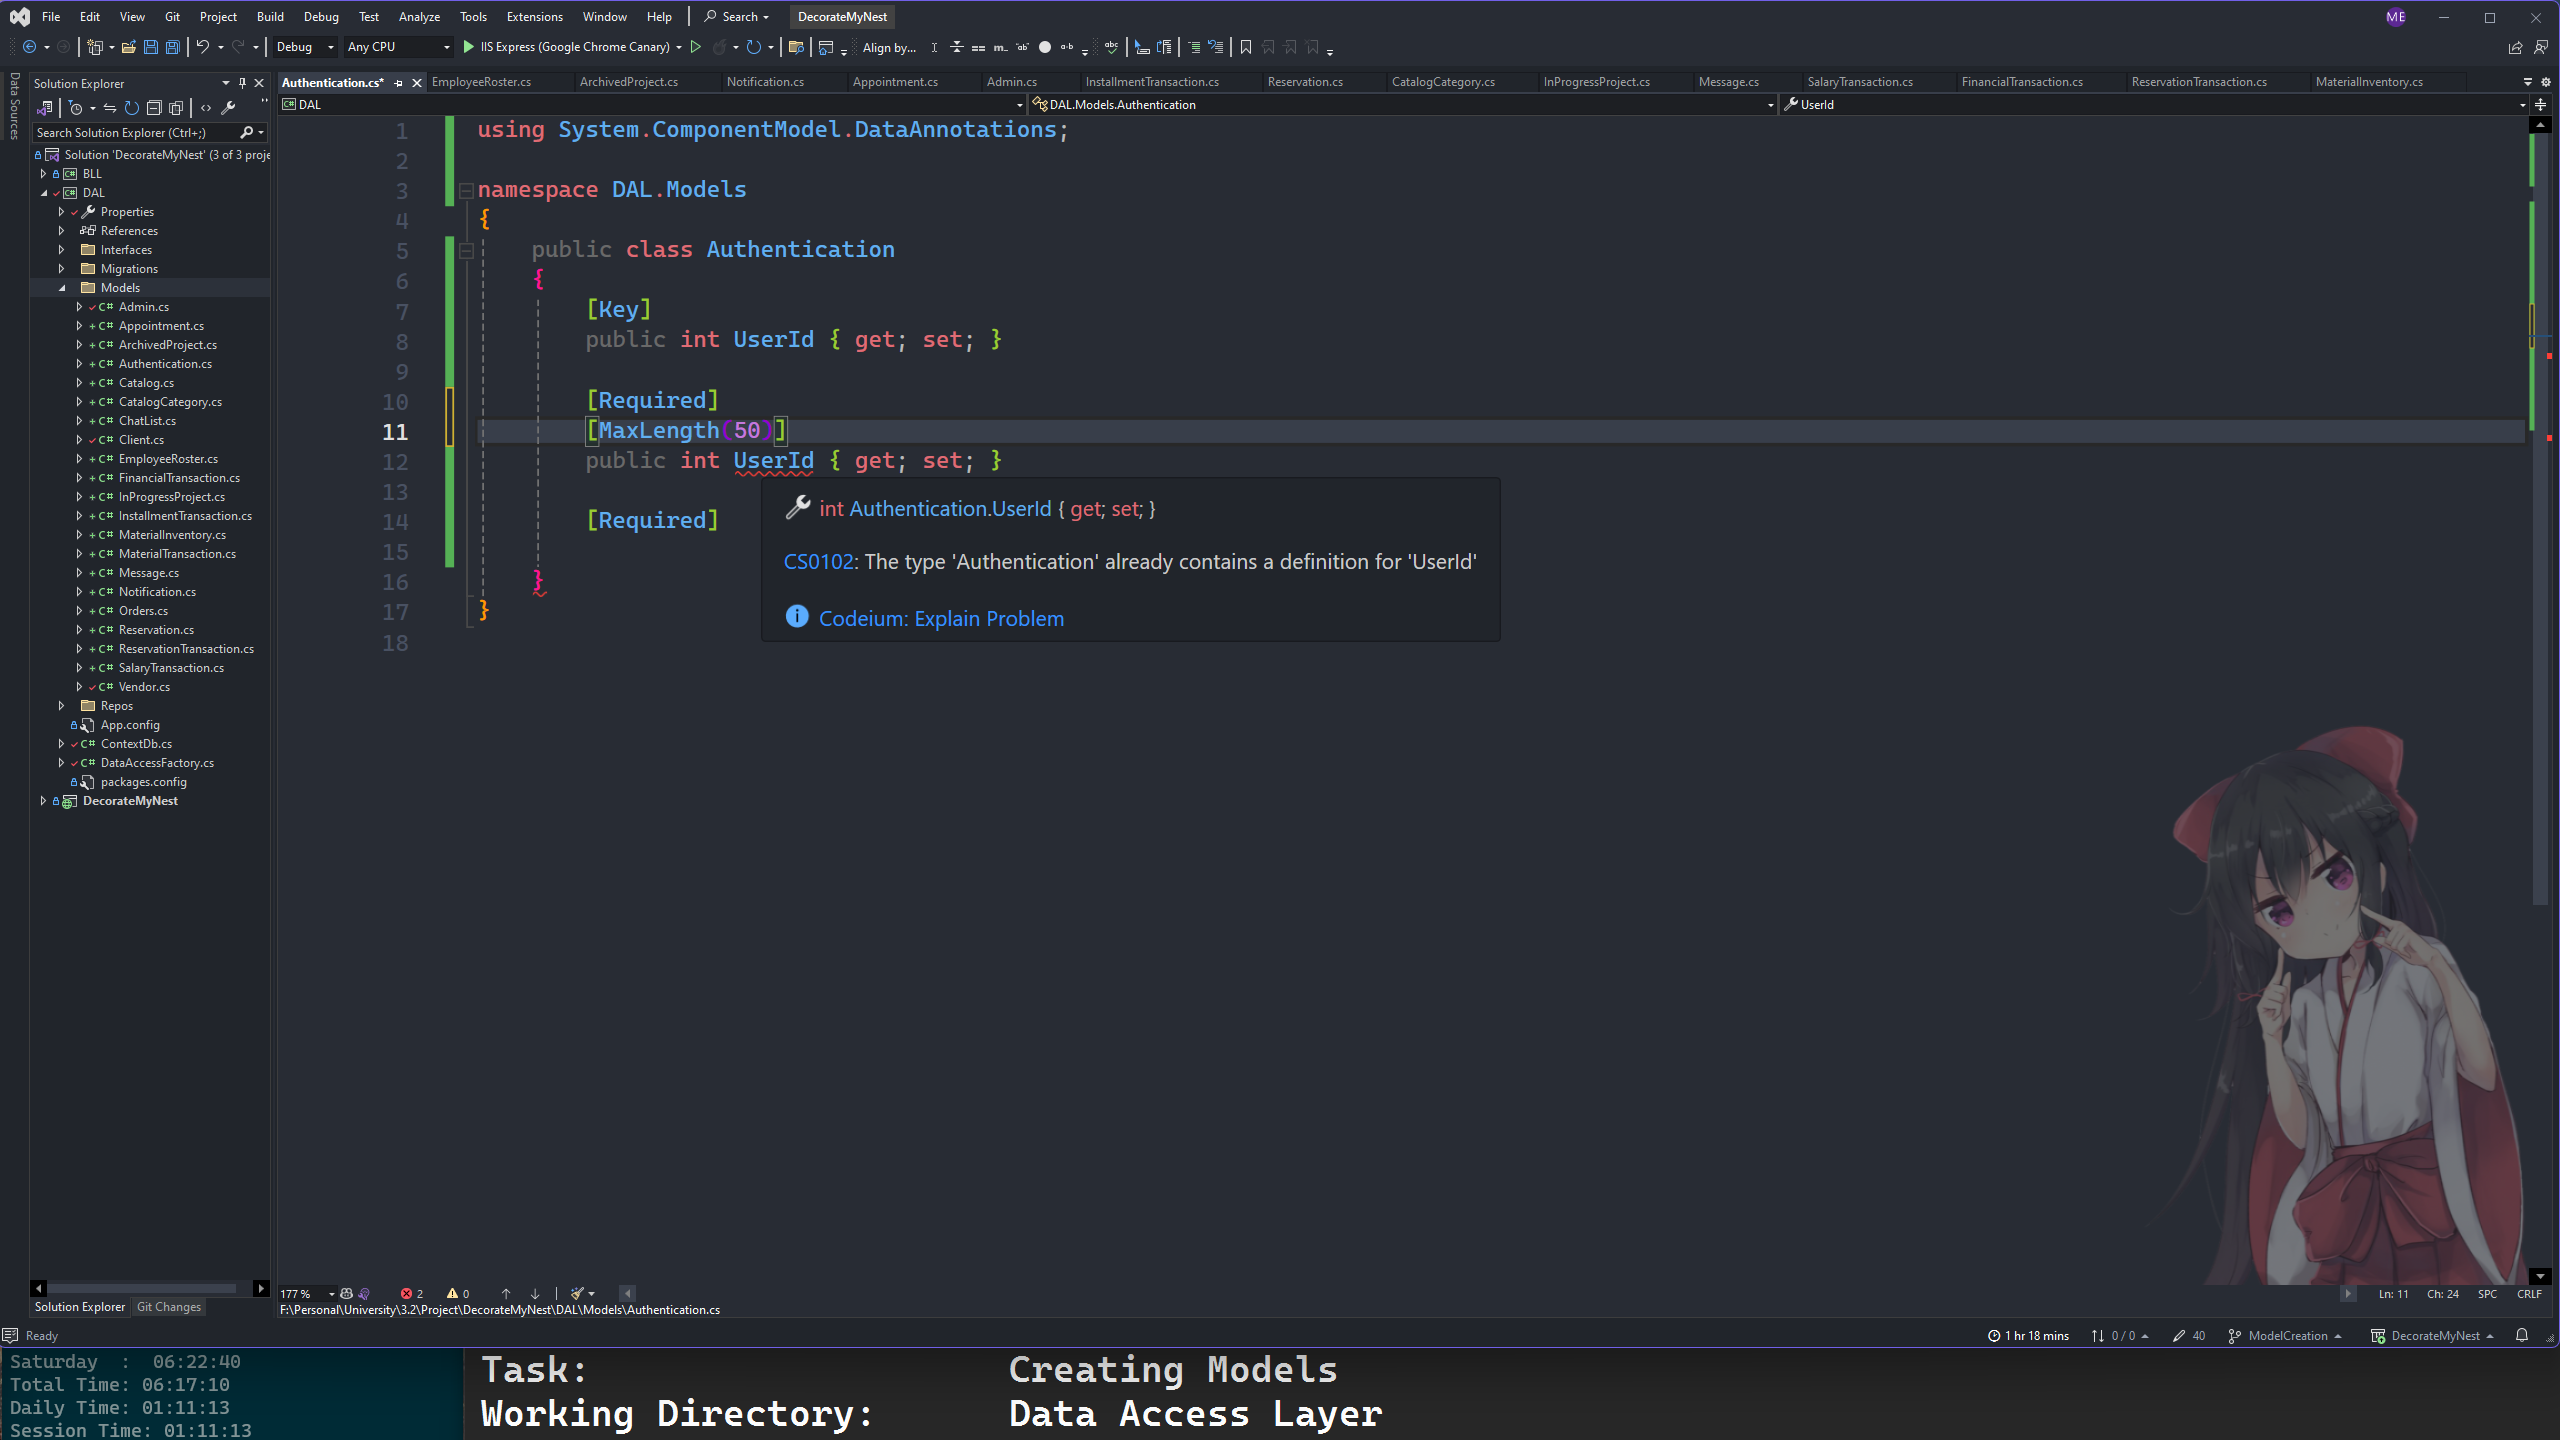 File Edit View Git Project Build Debug Test Analyze Tools Extensions Window Help Search DecorateMyNest ME
Debug Any CPU IIS Express (Google Chrome Canary) Align by...
Data Sources
Solution Explorer
Search Solution Explorer (Ctrl+;)
Solution 'DecorateMyNest' (3 of 3 proje
BLL
DAL
Properties
References
Interfaces
Migrations
Models
C# Admin.cs
C# Appointment.cs
C# ArchivedProject.cs
C# Authentication.cs
C# Catalog.cs
C# CatalogCategory.cs
C# ChatList.cs
C# Client.cs
C# EmployeeRoster.cs
C# FinancialTransaction.cs
C# InProgressProject.cs
C# InstallmentTransaction.cs
C# MaterialInventory.cs
C# MaterialTransaction.cs
C# Message.cs
C# Notification.cs
C# Orders.cs
C# Reservation.cs
C# ReservationTransaction.cs
C# SalaryTransaction.cs
C# Vendor.cs
Repos
App.config
C# ContextDb.cs
C# DataAccessFactory.cs
packages.config
DecorateMyNest
Solution Explorer Git Changes
Authentication.cs* EmployeeRoster.cs ArchivedProject.cs Notification.cs Appointment.cs Admin.cs InstallmentTransaction.cs Reservation.cs CatalogCategory.cs InProgressProject.cs Message.cs SalaryTransaction.cs FinancialTransaction.cs ReservationTransaction.cs MaterialInventory.cs
DAL DAL.Models.Authentication UserId
1 using System.ComponentModel.DataAnnotations;
2
3 namespace DAL.Models
4 {
5 public class Authentication
6 {
7 [Key]
8 public int UserId { get; set; }
9
10 [Required]
11 [MaxLength(50)]
12 public int UserId { get; set; }
13
14 [Required]
15
16 }
17 }
18
int Authentication.UserId { get; set; }
CS0102: The type 'Authentication' already contains a definition for 'UserId'
Codeium: Explain Problem
177 % 2 0 Ln: 11 Ch: 24 SPC CRLF
F:\Personal\University\3.2\Project\DecorateMyNest\DAL\Models\Authentication.cs
Ready 1 hr 18 mins 0 / 0 40 ModelCreation DecorateMyNest
Saturday : 06:22:40
Total Time: 06:17:10
Daily Time: 01:11:13
Session Time: 01:11:13
Task: Creating Models
Working Directory: Data Access Layer